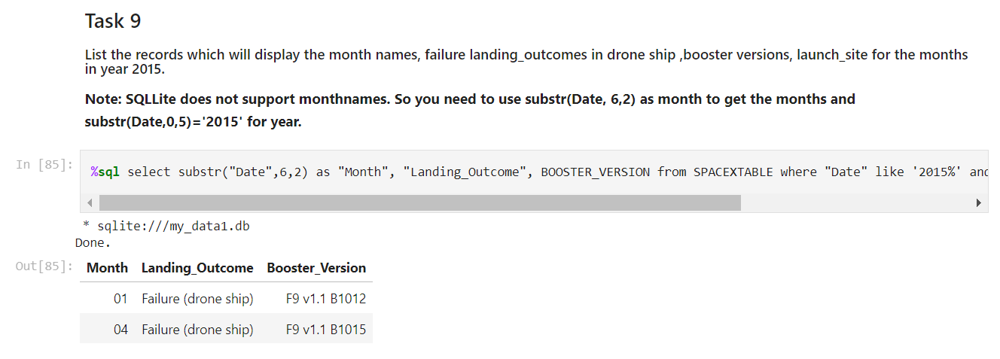 Task 9
List the records which will display the month names, failure landing_outcomes in drone ship ,booster versions, launch_site for the months
in year 2015.
Note: SQLLite does not support monthnames. So you need to use substr(Date, 6,2) as month to get the months and
substr(Date,0,5)='2015' for year.
In [85]: %sql select substr("Date",6,2) as "Month", "Landing_Outcome", BOOSTER_VERSION from SPACEXTABLE where "Date" like '2015%' and
* sqlite:///my_data1.db
Done.
Out[85]: Month Landing_Outcome Booster_Version
01 Failure (drone ship) F9 v1.1 B1012
04 Failure (drone ship) F9 v1.1 B1015